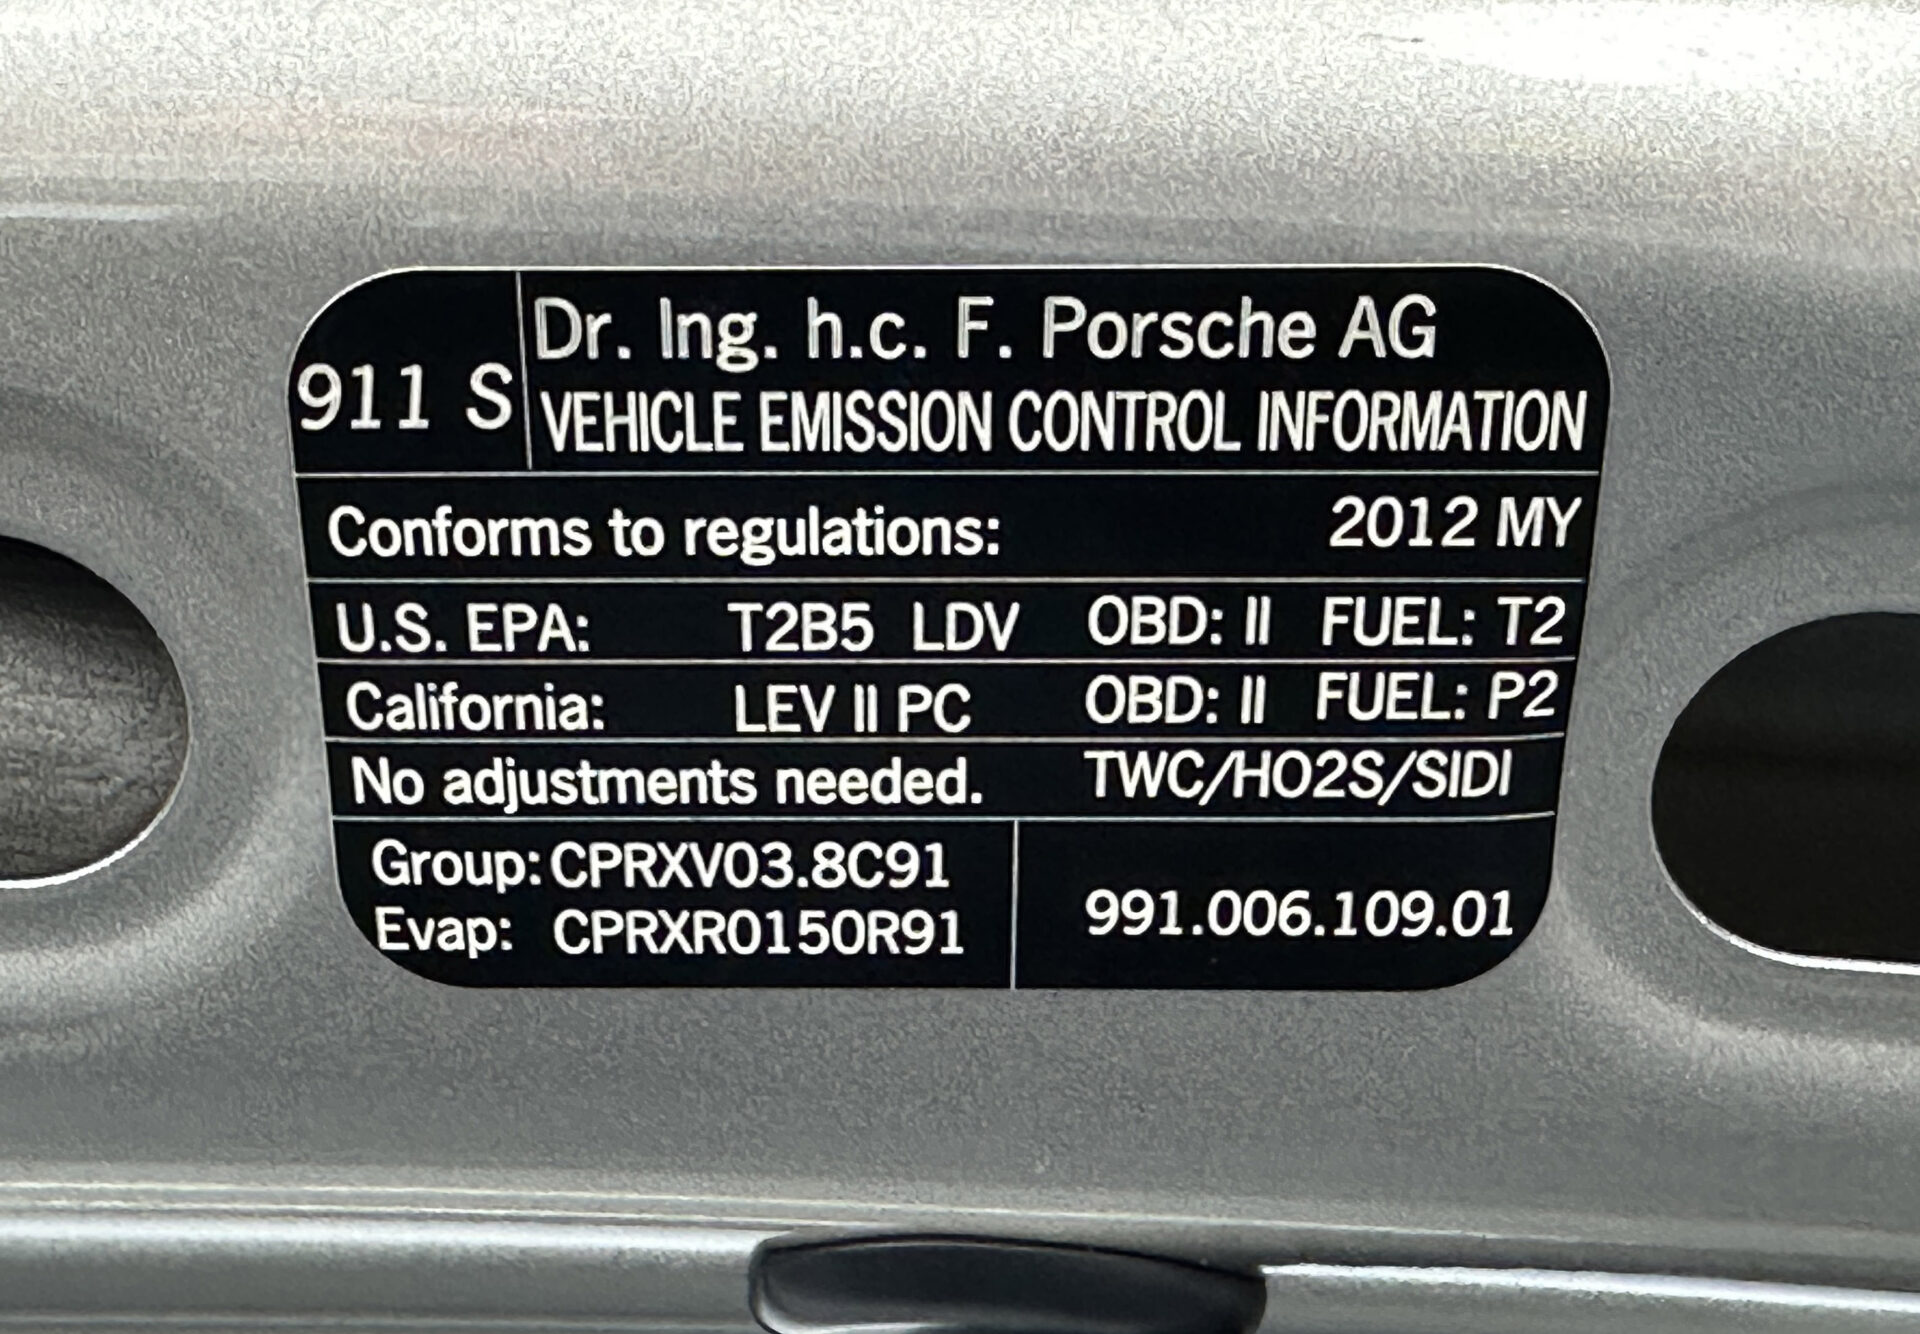 911 S
Dr. Ing. h.c. F. Porsche AG
VEHICLE EMISSION CONTROL INFORMATION
Conforms to regulations: 2012 MY
U.S. EPA: T2B5 LDV OBD: II FUEL: T2
California: LEV II PC OBD: II FUEL: P2
No adjustments needed. TWC/HO2S/SIDI
Group: CPRXV03.8C91
Evap: CPRXR0150R91
991.006.109.01